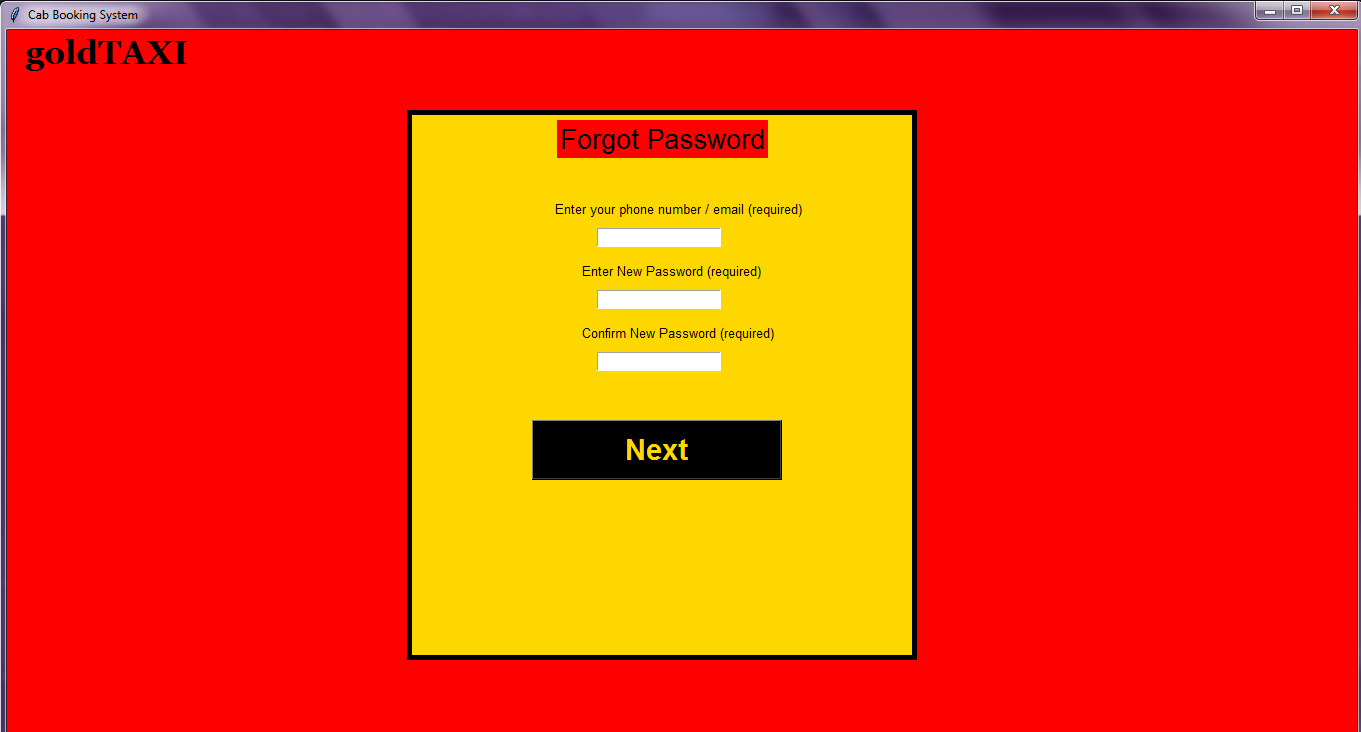 Cab Booking System
goldTAXI
Forgot Password
Enter your phone number / email (required)
Enter New Password (required)
Confirm New Password (required)
Next